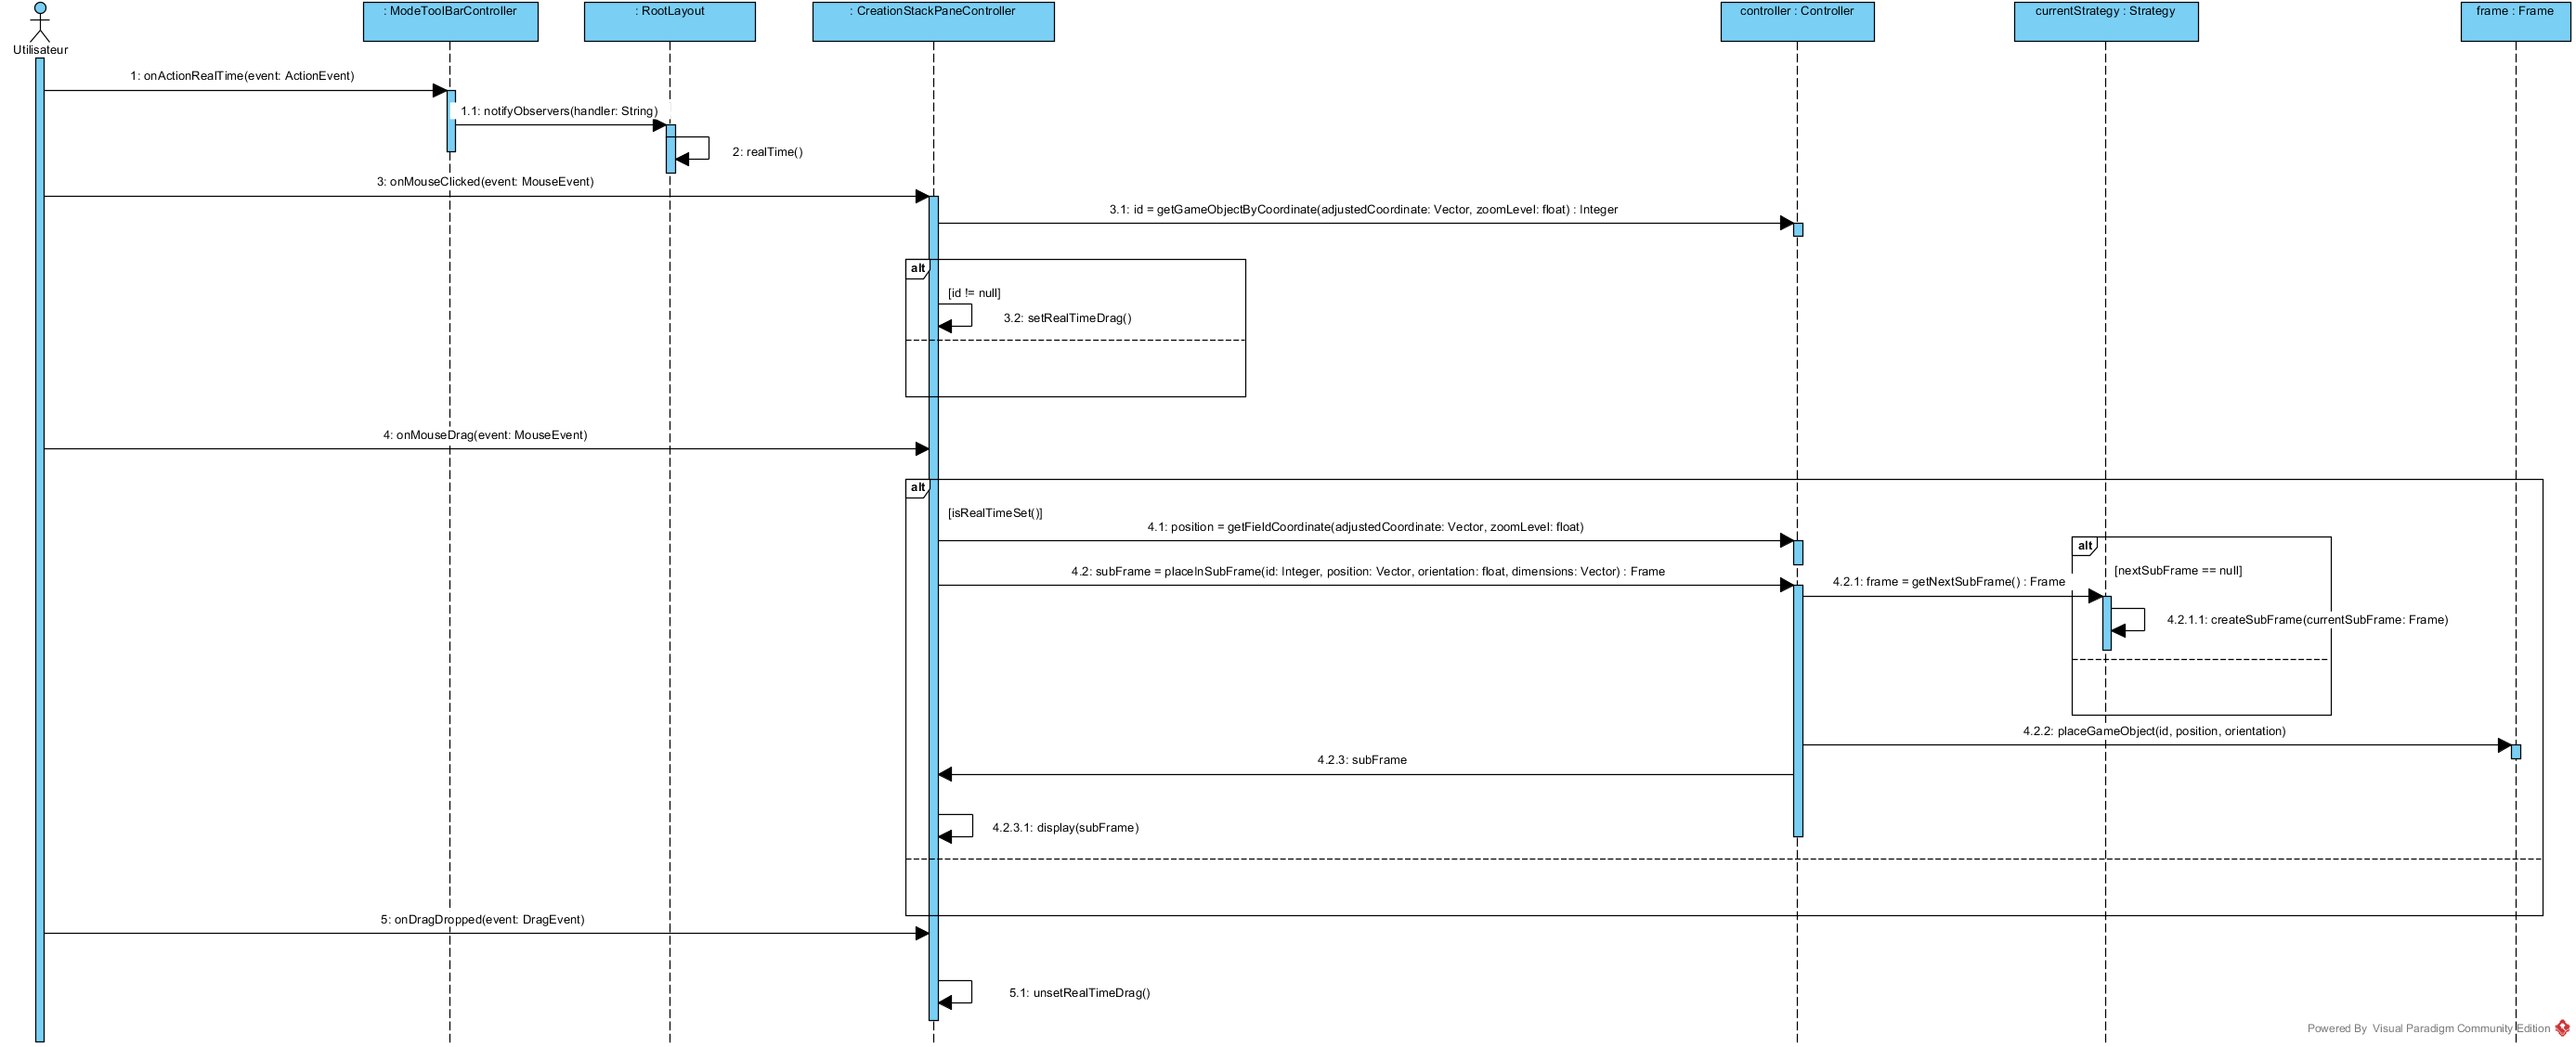 : ModeToolBarController
: RootLayout
: CreationStackPaneController
controller : Controller
currentStrategy : Strategy
frame : Frame
Utilisateur
1: onActionRealTime(event: ActionEvent)
1.1: notifyObservers(handler: String)
2: realTime()
3: onMouseClicked(event: MouseEvent)
3.1: id = getGameObjectByCoordinate(adjustedCoordinate: Vector, zoomLevel: float) : Integer
alt
[id != null]
3.2: setRealTimeDrag()
4: onMouseDrag(event: MouseEvent)
alt
[isRealTimeSet()]
4.1: position = getFieldCoordinate(adjustedCoordinate: Vector, zoomLevel: float)
alt
[nextSubFrame == null]
4.2: subFrame = placeInSubFrame(id: Integer, position: Vector, orientation: float, dimensions: Vector) : Frame
4.2.1: frame = getNextSubFrame() : Frame
4.2.1.1: createSubFrame(currentSubFrame: Frame)
4.2.2: placeGameObject(id, position, orientation)
4.2.3: subFrame
4.2.3.1: display(subFrame)
5: onDragDropped(event: DragEvent)
5.1: unsetRealTimeDrag()
Powered By Visual Paradigm Community Edition